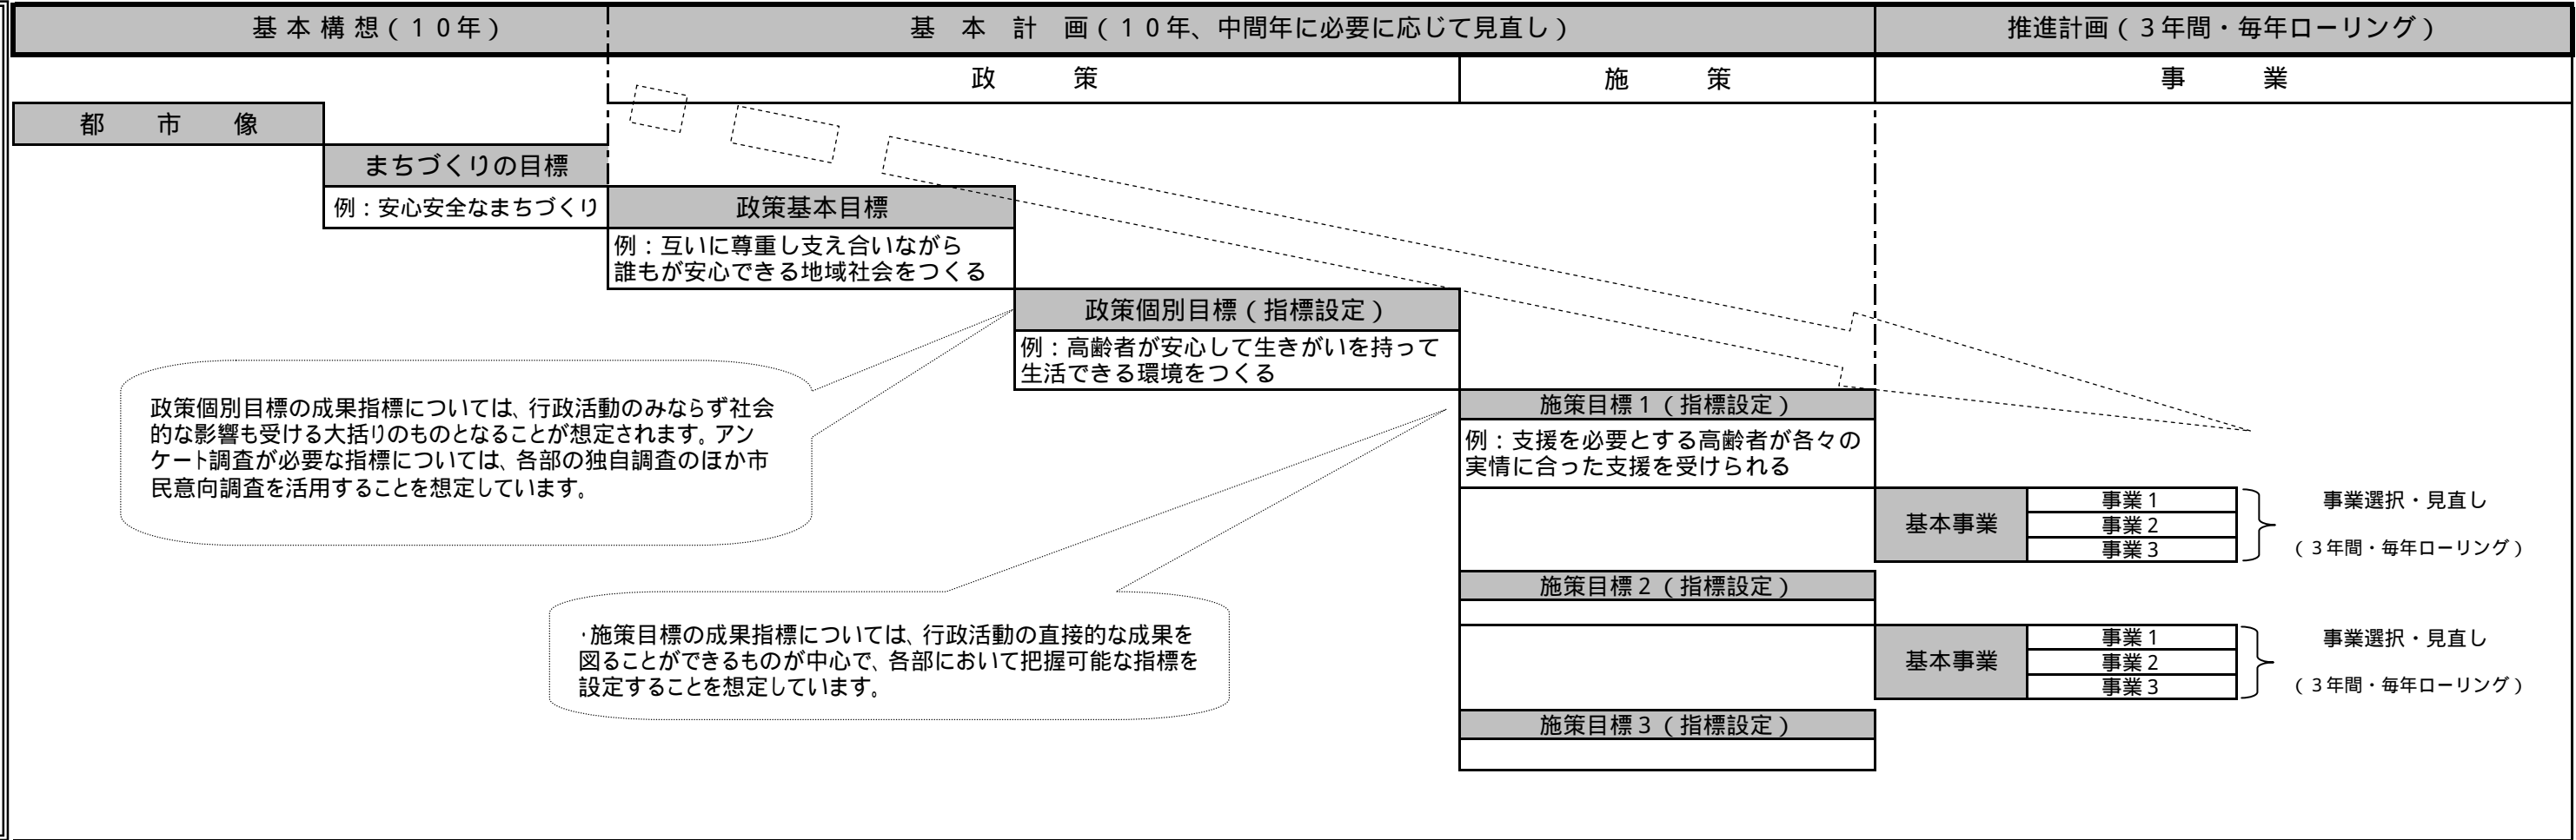 基 本 構 想（１０年）
基　本　計　画（１０年、中間年に必要に応じて見直し）
推進計画（３年間・毎年ローリング）
政　　　策
施　　　策
事　　　業
都　　市　　像
まちづくりの目標
例：安心安全なまちづくり
政策基本目標
例：互いに尊重し支え合いながら
誰もが安心できる地域社会をつくる
政策個別目標（指標設定）
例：高齢者が安心して生きがいを持って
生活できる環境をつくる
政策個別目標の成果指標については、行政活動のみならず社会
的な影響も受ける大括りのものとなることが想定されます。アン
ケート調査が必要な指標については、各部の独自調査のほか市
民意向調査を活用することを想定しています。
施策目標１（指標設定）
例：支援を必要とする高齢者が各々の
実情に合った支援を受けられる
基本事業
事業１
事業２
事業３
事業選択・見直し
（３年間・毎年ローリング）
施策目標２（指標設定）
・施策目標の成果指標については、行政活動の直接的な成果を
図ることができるものが中心で、各部において把握可能な指標を
設定することを想定しています。
基本事業
事業１
事業２
事業３
事業選択・見直し
（３年間・毎年ローリング）
施策目標３（指標設定）